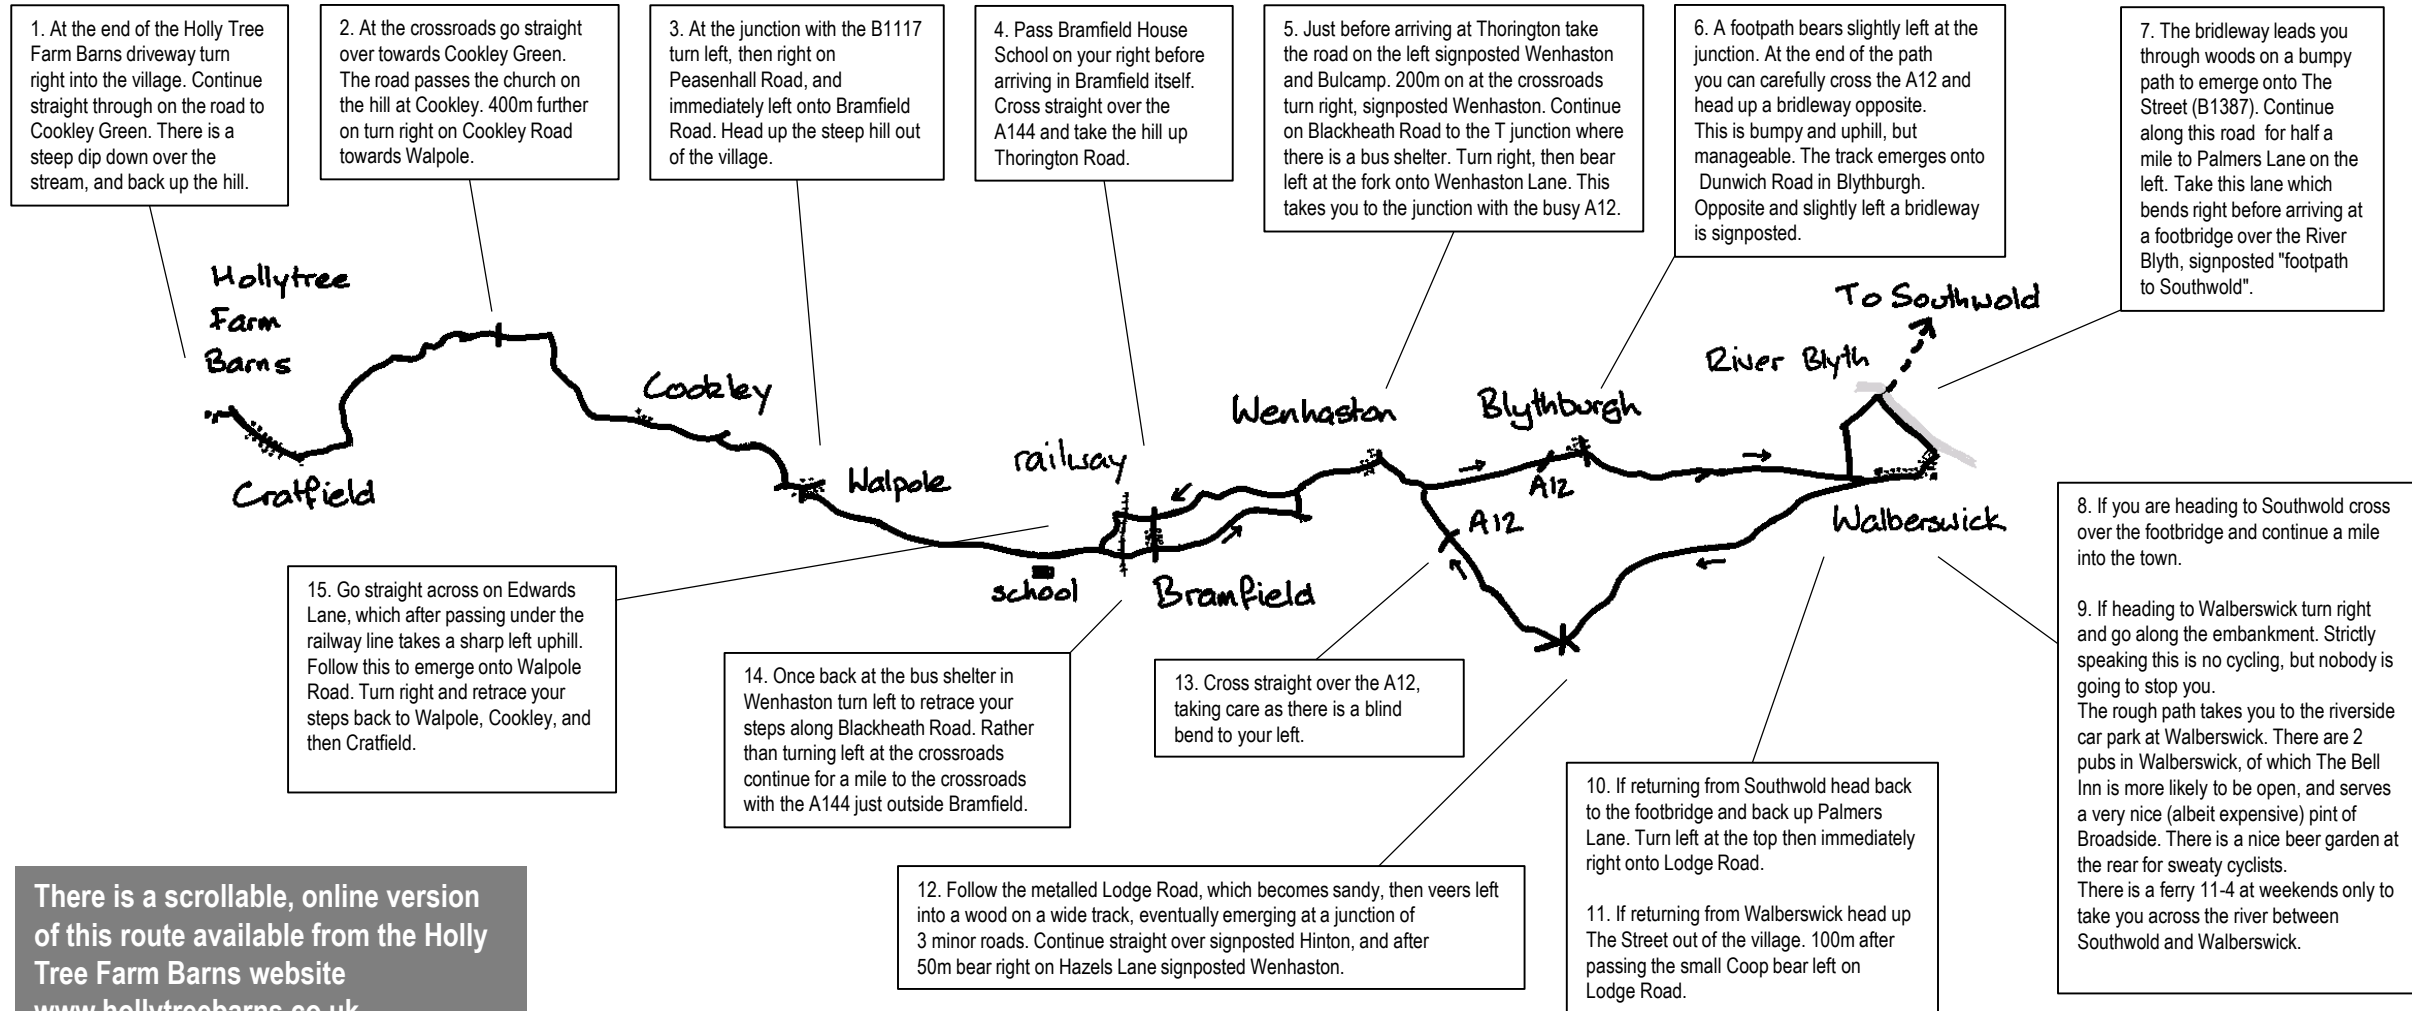 1. At the end of the Holly Tree
Farm Barns driveway turn
right into the village. Continue
straight through on the road to
Cookley Green. There is a
steep dip down over the
stream, and back up the hill.
2. At the crossroads go straight
over towards Cookley Green.
The road passes the church on
the hill at Cookley. 400m further
on turn right on Cookley Road
towards Walpole.
3. At the junction with the B1117
turn left, then right on
Peasenhall Road, and
immediately left onto Bramfield
Road. Head up the steep hill out
of the village.
4. Pass Bramfield House
School on your right before
arriving in Bramfield itself.
Cross straight over the
A144 and take the hill up
Thorington Road.
5. Just before arriving at Thorington take
the road on the left signposted Wenhaston
and Bulcamp. 200m on at the crossroads
turn right, signposted Wenhaston. Continue
on Blackheath Road to the T junction where
there is a bus shelter. Turn right, then bear
left at the fork onto Wenhaston Lane. This
takes you to the junction with the busy A12.
6. A footpath bears slightly left at the
junction. At the end of the path
you can carefully cross the A12 and
head up a bridleway opposite.
This is bumpy and uphill, but
manageable. The track emerges onto
Dunwich Road in Blythburgh.
Opposite and slightly left a bridleway
is signposted.
7. The bridleway leads you
through woods on a bumpy
path to emerge onto The
Street (B1387). Continue
along this road for half a
mile to Palmers Lane on the
left. Take this lane which
bends right before arriving at
a footbridge over the River
Blyth, signposted "footpath
to Southwold".
Hollytree
Farm
Barns
Cratfield
Cookley
Walpole
railway
school
Bramfield
Wenhaston
Blythburgh
A12
A12
River Blyth
To Southwold
Walberswick
8. If you are heading to Southwold cross
over the footbridge and continue a mile
into the town.
9. If heading to Walberswick turn right
and go along the embankment. Strictly
speaking this is no cycling, but nobody is
going to stop you.
The rough path takes you to the riverside
car park at Walberswick. There are 2
pubs in Walberswick, of which The Bell
Inn is more likely to be open, and serves
a very nice (albeit expensive) pint of
Broadside. There is a nice beer garden at
the rear for sweaty cyclists.
There is a ferry 11-4 at weekends only to
take you across the river between
Southwold and Walberswick.
10. If returning from Southwold head back
to the footbridge and back up Palmers
Lane. Turn left at the top then immediately
right onto Lodge Road.
11. If returning from Walberswick head up
The Street out of the village. 100m after
passing the small Coop bear left on
Lodge Road.
12. Follow the metalled Lodge Road, which becomes sandy, then veers left
into a wood on a wide track, eventually emerging at a junction of
3 minor roads. Continue straight over signposted Hinton, and after
50m bear right on Hazels Lane signposted Wenhaston.
13. Cross straight over the A12,
taking care as there is a blind
bend to your left.
14. Once back at the bus shelter in
Wenhaston turn left to retrace your
steps along Blackheath Road. Rather
than turning left at the crossroads
continue for a mile to the crossroads
with the A144 just outside Bramfield.
15. Go straight across on Edwards
Lane, which after passing under the
railway line takes a sharp left uphill.
Follow this to emerge onto Walpole
Road. Turn right and retrace your
steps back to Walpole, Cookley, and
then Cratfield.
There is a scrollable, online version
of this route available from the Holly
Tree Farm Barns website
www.hollytreebarns.co.uk